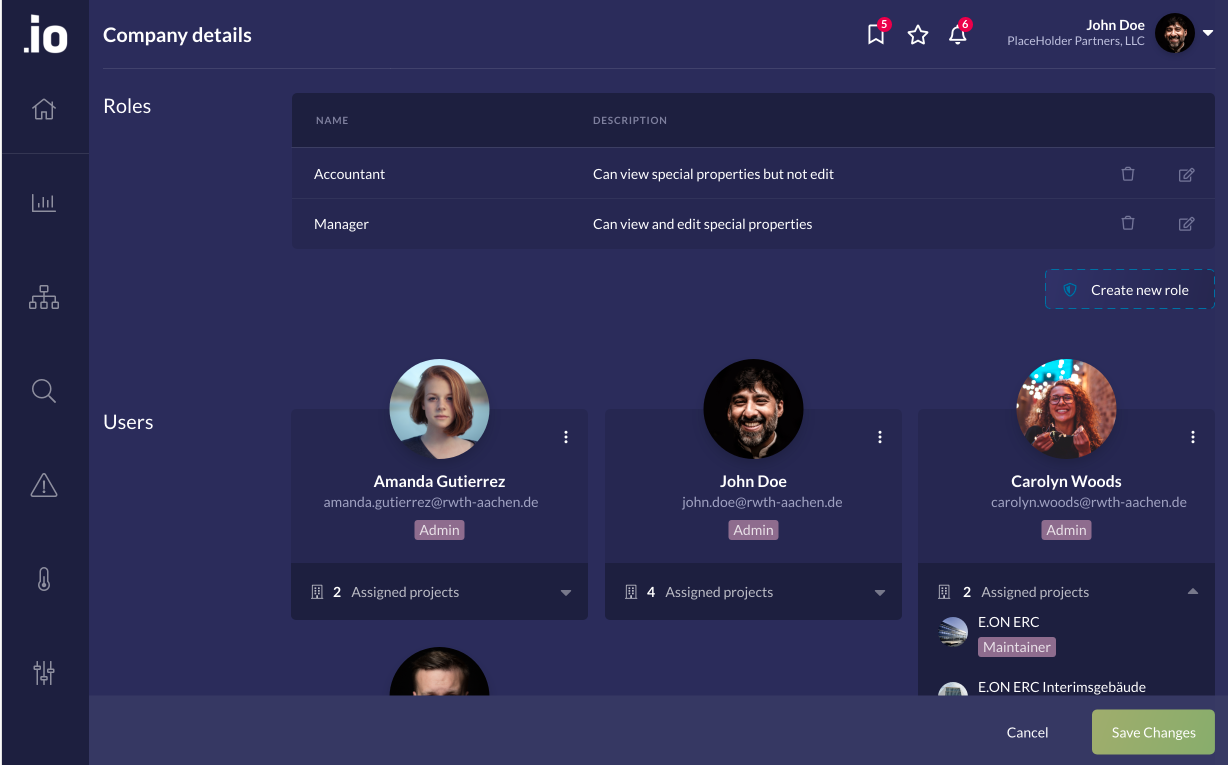 .io
Company details
5
6
John Doe
PlaceHolder Partners, LLC
Roles
NAME
DESCRIPTION
Accountant
Can view special properties but not edit
Manager
Can view and edit special properties
Create new role
Users
Amanda Gutierrez
amanda.gutierrez@rwth-aachen.de
Admin
2 Assigned projects
John Doe
john.doe@rwth-aachen.de
Admin
4 Assigned projects
Carolyn Woods
carolyn.woods@rwth-aachen.de
Admin
2 Assigned projects
E.ON ERC
Maintainer
E.ON ERC Interimsgebäude
Cancel
Save Changes